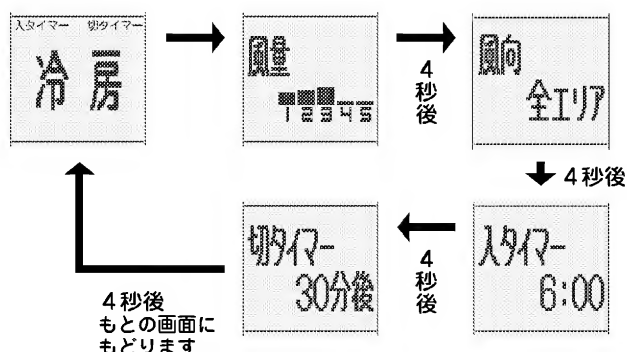 入タイマー 切タイマー
冷房
風量
1 2 3 4 5
4秒後
風向
全エリア
4秒後
入タイマー
6:00
4秒後
切タイマー
30分後
4秒後
もとの画面に
もどります